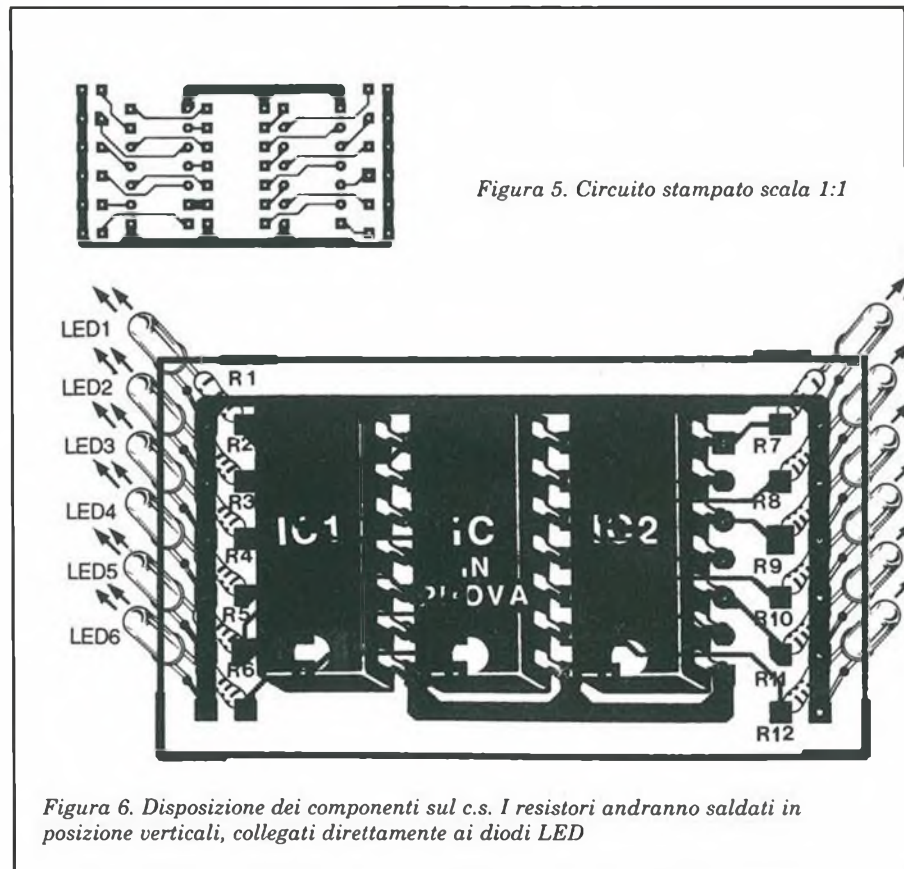 Figura 5. Circuito stampato scala 1:1
LED1
LED2
LED3
LED4
LED5
LED6
R1
R2
R3
R4
R5
R6
IC1
iC
IN
PROVA
IC2
R7
R8
R9
R10
R11
R12
Figura 6. Disposizione dei componenti sul c.s. I resistori andranno saldati in
posizione verticali, collegati direttamente ai diodi LED